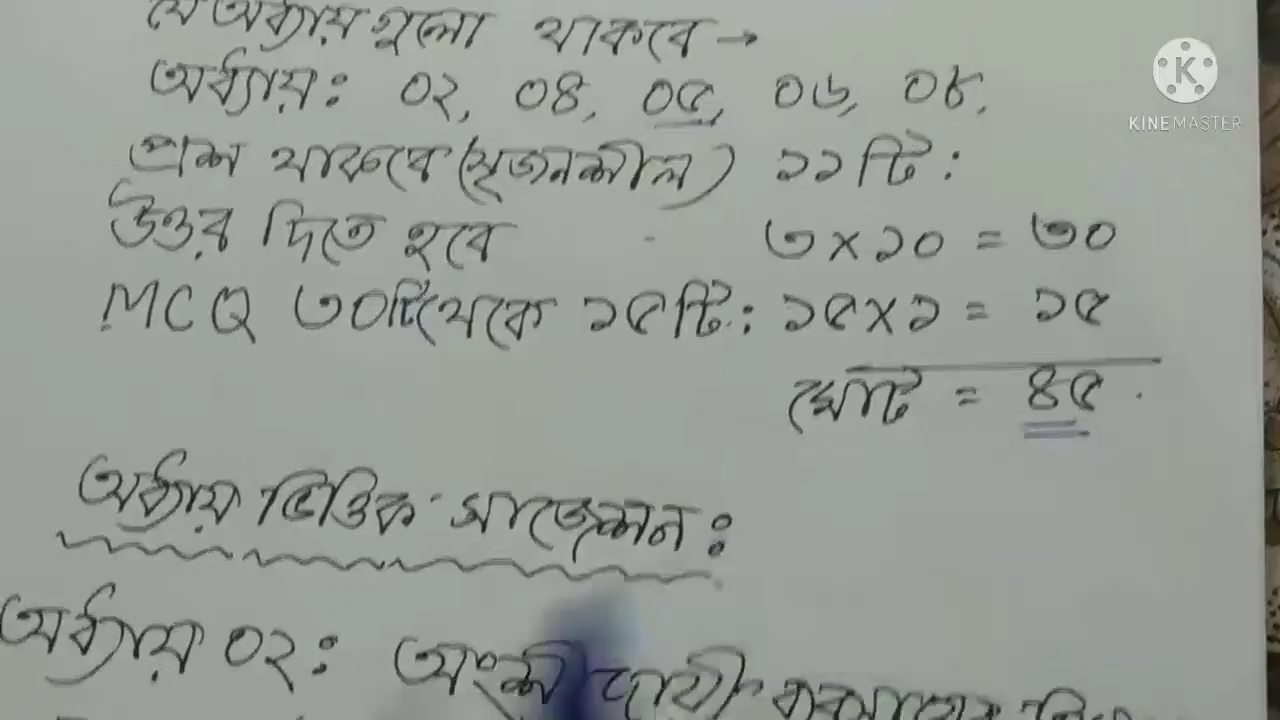 যে অধ্যায় গুলো থাকবে →
অধ্যায়ঃ ০২, ০৪, ০৫, ০৬, ০৮,
প্রশ্ন থাকবে (সৃজনশীল) ১১টি :
উত্তর দিতে হবে - ৩×১০ = ৩০
MCQ ৩০টি থেকে ১৫টি : ১৫×১ = ১৫
মোট = ৪৫
অধ্যায় ভিত্তিক সাজেশন :
অধ্যায় ০২ : অংশীদারী ব্যবসায়ের
K
KINEMASTER